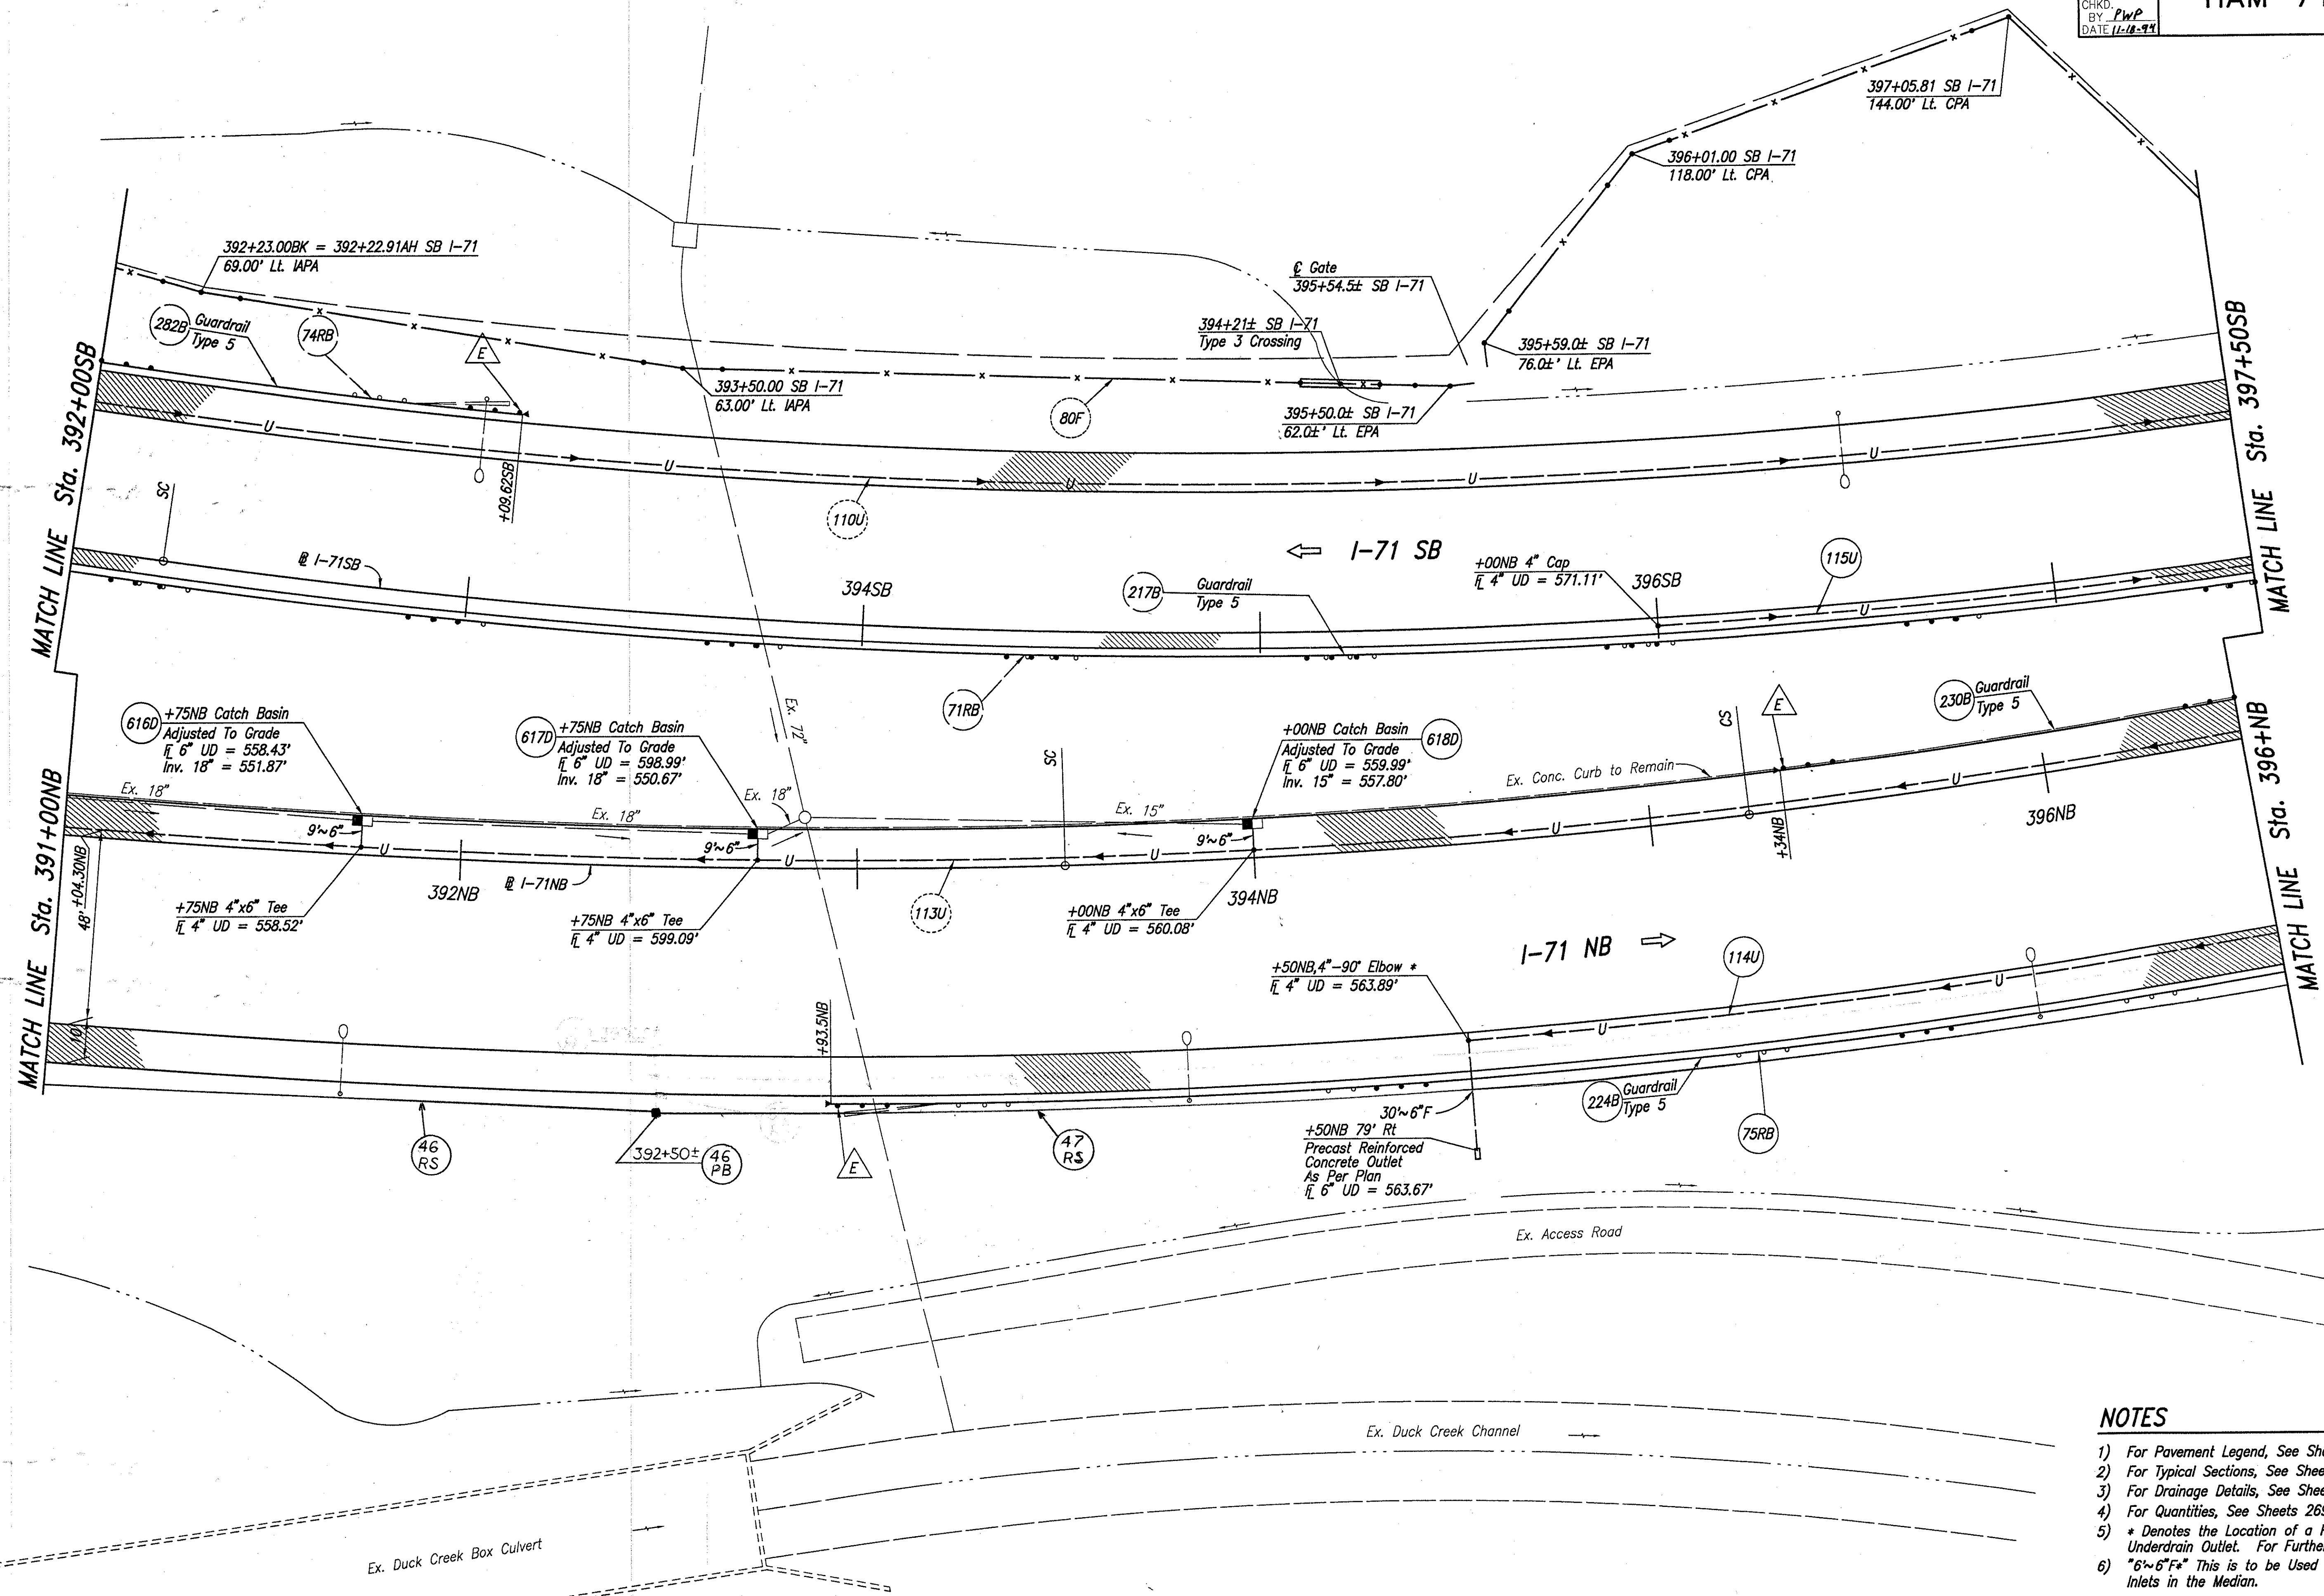 CHKD.
BY PWP
DATE 11-18-94
397+05.81 SB I-71
144.00' Lt. CPA
396+01.00 SB I-71
118.00' Lt. CPA
392+23.00BK = 392+22.91AH SB I-71
69.00' Lt. IAPA
℄ Gate
395+54.5± SB I-71
282B
Guardrail
Type 5
74RB
E
394+21± SB I-71
Type 3 Crossing
395+59.0± SB I-71
76.0±' Lt. EPA
393+50.00 SB I-71
63.00' Lt. IAPA
80F
395+50.0± SB I-71
62.0±' Lt. EPA
MATCH LINE Sta. 392+00SB
MATCH LINE Sta. 397+50SB
U
U
U
U
U
SC
+09.62SB
110U
⇐ I-71 SB
I-71SB
394SB
217B
Guardrail
Type 5
+00NB 4" Cap
FL 4" UD = 571.11'
396SB
115U
U
71RB
Ex. 72"
616D
+75NB Catch Basin
Adjusted To Grade
FL 6" UD = 558.43'
Inv. 18" = 551.87'
617D
+75NB Catch Basin
Adjusted To Grade
FL 6" UD = 598.99'
Inv. 18" = 550.67'
+00NB Catch Basin
618D
Adjusted To Grade
FL 6" UD = 559.99'
Inv. 15" = 557.80'
SC
CS
E
230B
Guardrail
Type 5
Ex. Conc. Curb to Remain
Ex. 18"
Ex. 18"
Ex. 18"
Ex. 15"
9'~6"
9'~6"
9'~6"
U
U
U
U
U
+34NB
396NB
MATCH LINE Sta. 391+00NB
MATCH LINE Sta. 396+NB
48'
+04.30NB
10'
392NB
I-71NB
394NB
113U
+75NB 4"x6" Tee
FL 4" UD = 558.52'
+75NB 4"x6" Tee
FL 4" UD = 599.09'
+00NB 4"x6" Tee
FL 4" UD = 560.08'
I-71 NB ⇒
+50NB,4"-90° Elbow *
FL 4" UD = 563.89'
114U
U
U
+93.5NB
46
RS
392+50±
46
PB
E
47
RS
30'~6"F
+50NB 79' Rt
Precast Reinforced
Concrete Outlet
As Per Plan
FL 6" UD = 563.67'
224B
Guardrail
Type 5
75RB
Ex. Access Road
Ex. Duck Creek Channel
Ex. Duck Creek Box Culvert
NOTES
1) For Pavement Legend, See
2) For Typical Sections, See
3) For Drainage Details, See
4) For Quantities, See Sheets
5) * Denotes the Location of a
Underdrain Outlet. For
6) "6'~6"F*" This is to be Used
Inlets in the Median.